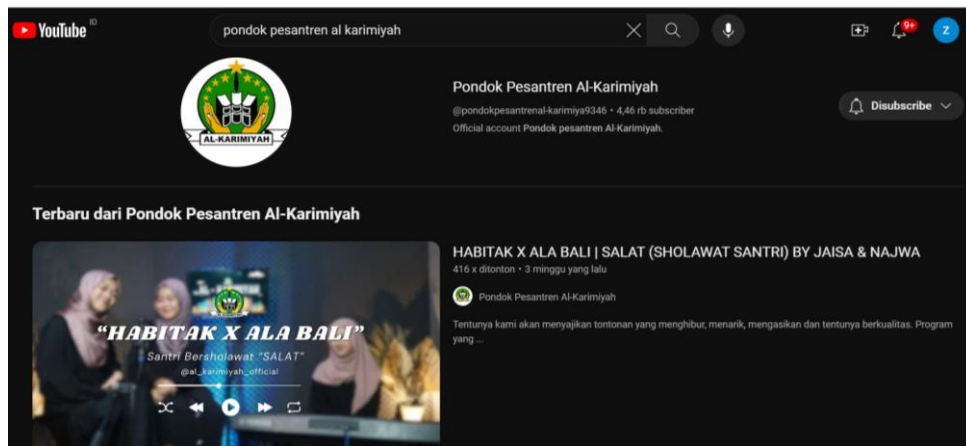 YouTube ID
pondok pesantren al karimiyah
9+
Z
AL-KARIMIYAH
Pondok Pesantren Al-Karimiyah
@pondokpesantrenal-karimiya9346 • 4,46 rb subscriber
Official account Pondok pesantren Al-Karimiyah.
Disubscribe
Terbaru dari Pondok Pesantren Al-Karimiyah
"HABITAK X ALA BALI"
Santri Bersholawat "SALAT"
@al_karimiyah_official
HABITAK X ALA BALI | SALAT (SHOLAWAT SANTRI) BY JAISA & NAJWA
416 x ditonton • 3 minggu yang lalu
Pondok Pesantren Al-Karimiyah
Tentunya kami akan menyajikan tontonan yang menghibur, menarik, mengasikan dan tentunya berkualitas. Program
yang ...